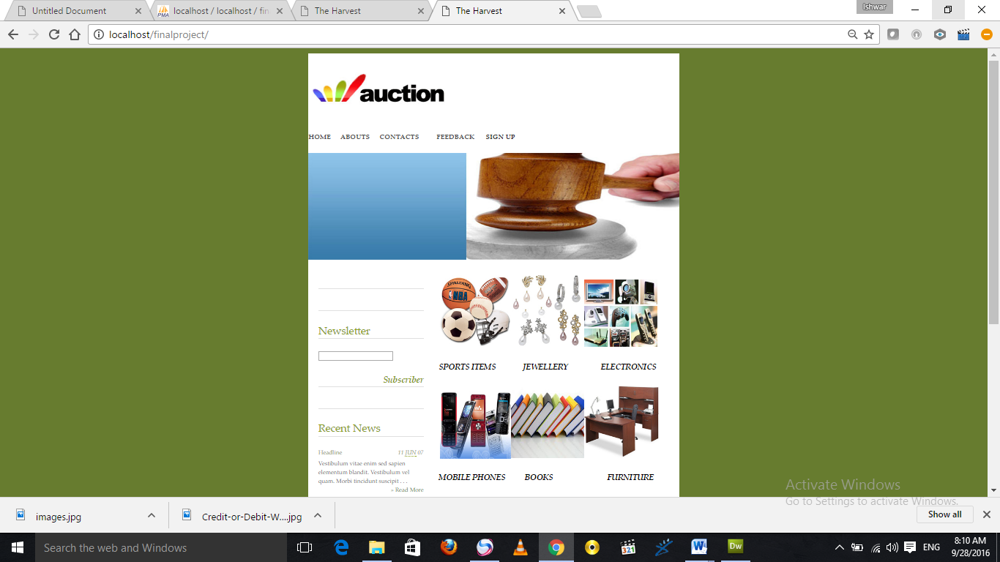 Untitled Document
localhost / localhost / fin
The Harvest
The Harvest
Ishwar
localhost/finalproject/
auction
HOME ABOUTS CONTACTS FEEDBACK SIGN UP
SPALDING
NBA
Newsletter
SPORTS ITEMS JEWELLERY ELECTRONICS
Subscriber
Recent News
Headline 11 JUN 07
Vestibulum vitae enim sed sapien
elementum blandit. Vestibulum vel
quam. Morbi tincidunt suscipit . . .
» Read More
MOBILE PHONES BOOKS FURNITURE
Activate Windows
Go to Settings to activate Windows.
images.jpg
Credit-or-Debit-W....jpg
Show all
Search the web and Windows
321
Dw
ENG
8:10 AM
9/28/2016